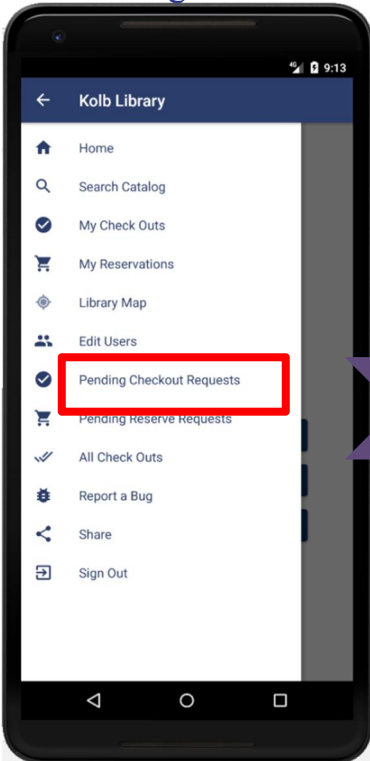 4G 9:13
Kolb Library
Home
Search Catalog
My Check Outs
My Reservations
Library Map
Edit Users
Pending Checkout Requests
Pending Reserve Requests
All Check Outs
Report a Bug
Share
Sign Out